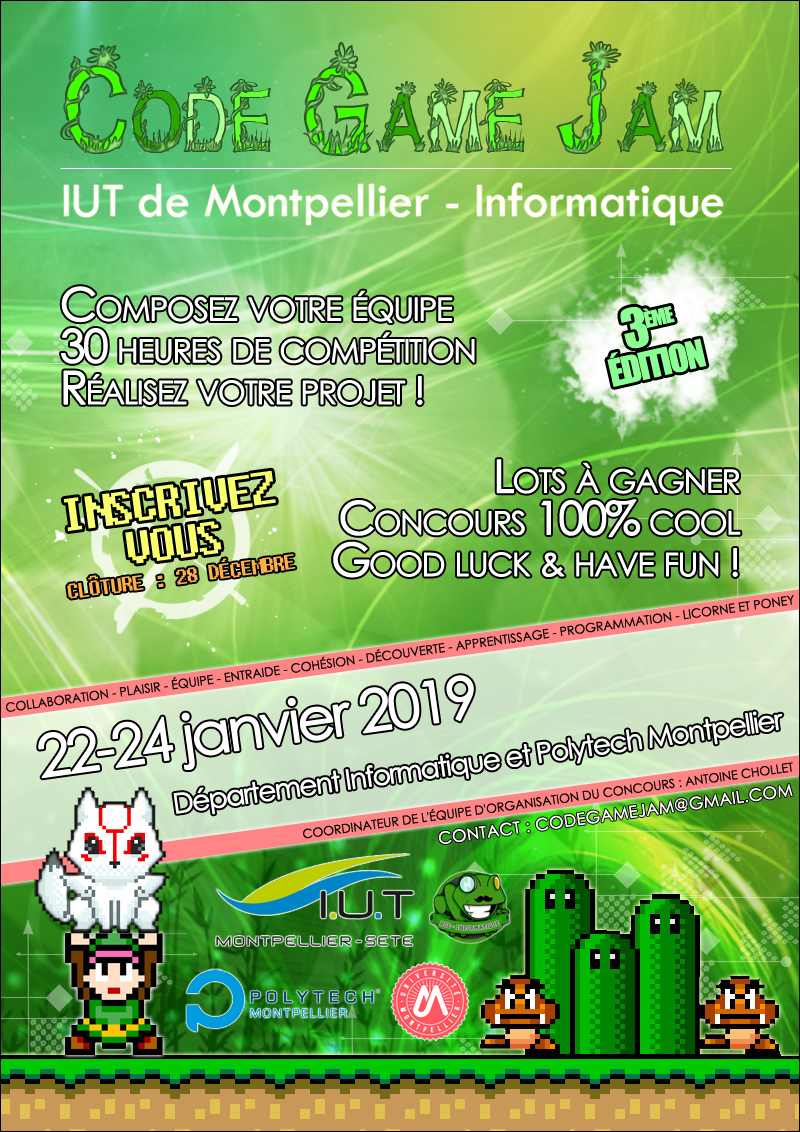 Code Game Jam
IUT de Montpellier - Informatique
Composez votre équipe
30 heures de compétition
Réalisez votre projet !
3ÈME
ÉDITION
INSCRIVEZ
VOUS
CLÔTURE : 28 DÉCEMBRE
Lots à gagner
Concours 100% cool
Good luck & have fun !
COLLABORATION - PLAISIR - ÉQUIPE - ENTRAIDE - COHÉSION - DÉCOUVERTE - APPRENTISSAGE - PROGRAMMATION - LICORNE ET PONEY
22-24 janvier 2019
Département Informatique et Polytech Montpellier
COORDINATEUR DE L'ÉQUIPE D'ORGANISATION DU CONCOURS : ANTOINE CHOLLET
CONTACT : CODEGAMEJAM@GMAIL.COM
I.U.T
MONTPELLIER-SETE
POLYTECH®
MONTPELLIER
UNIVERSITÉ
MONTPELLIER